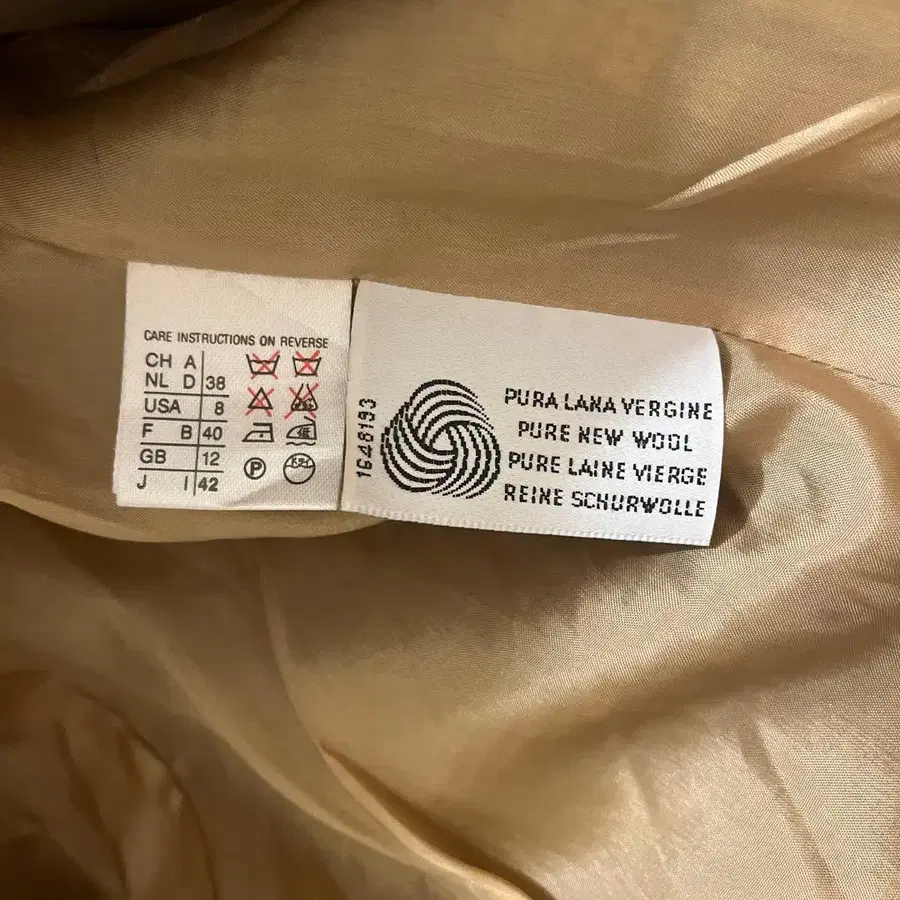 CARE INSTRUCTIONS ON REVERSE
CH A
NL D 38
USA 8
F B 40
GB 12
J I 42
P
1648193
PURA LANA VERGINE
PURE NEW WOOL
PURE LAINE VIERGE
REINE SCHURWOLLE